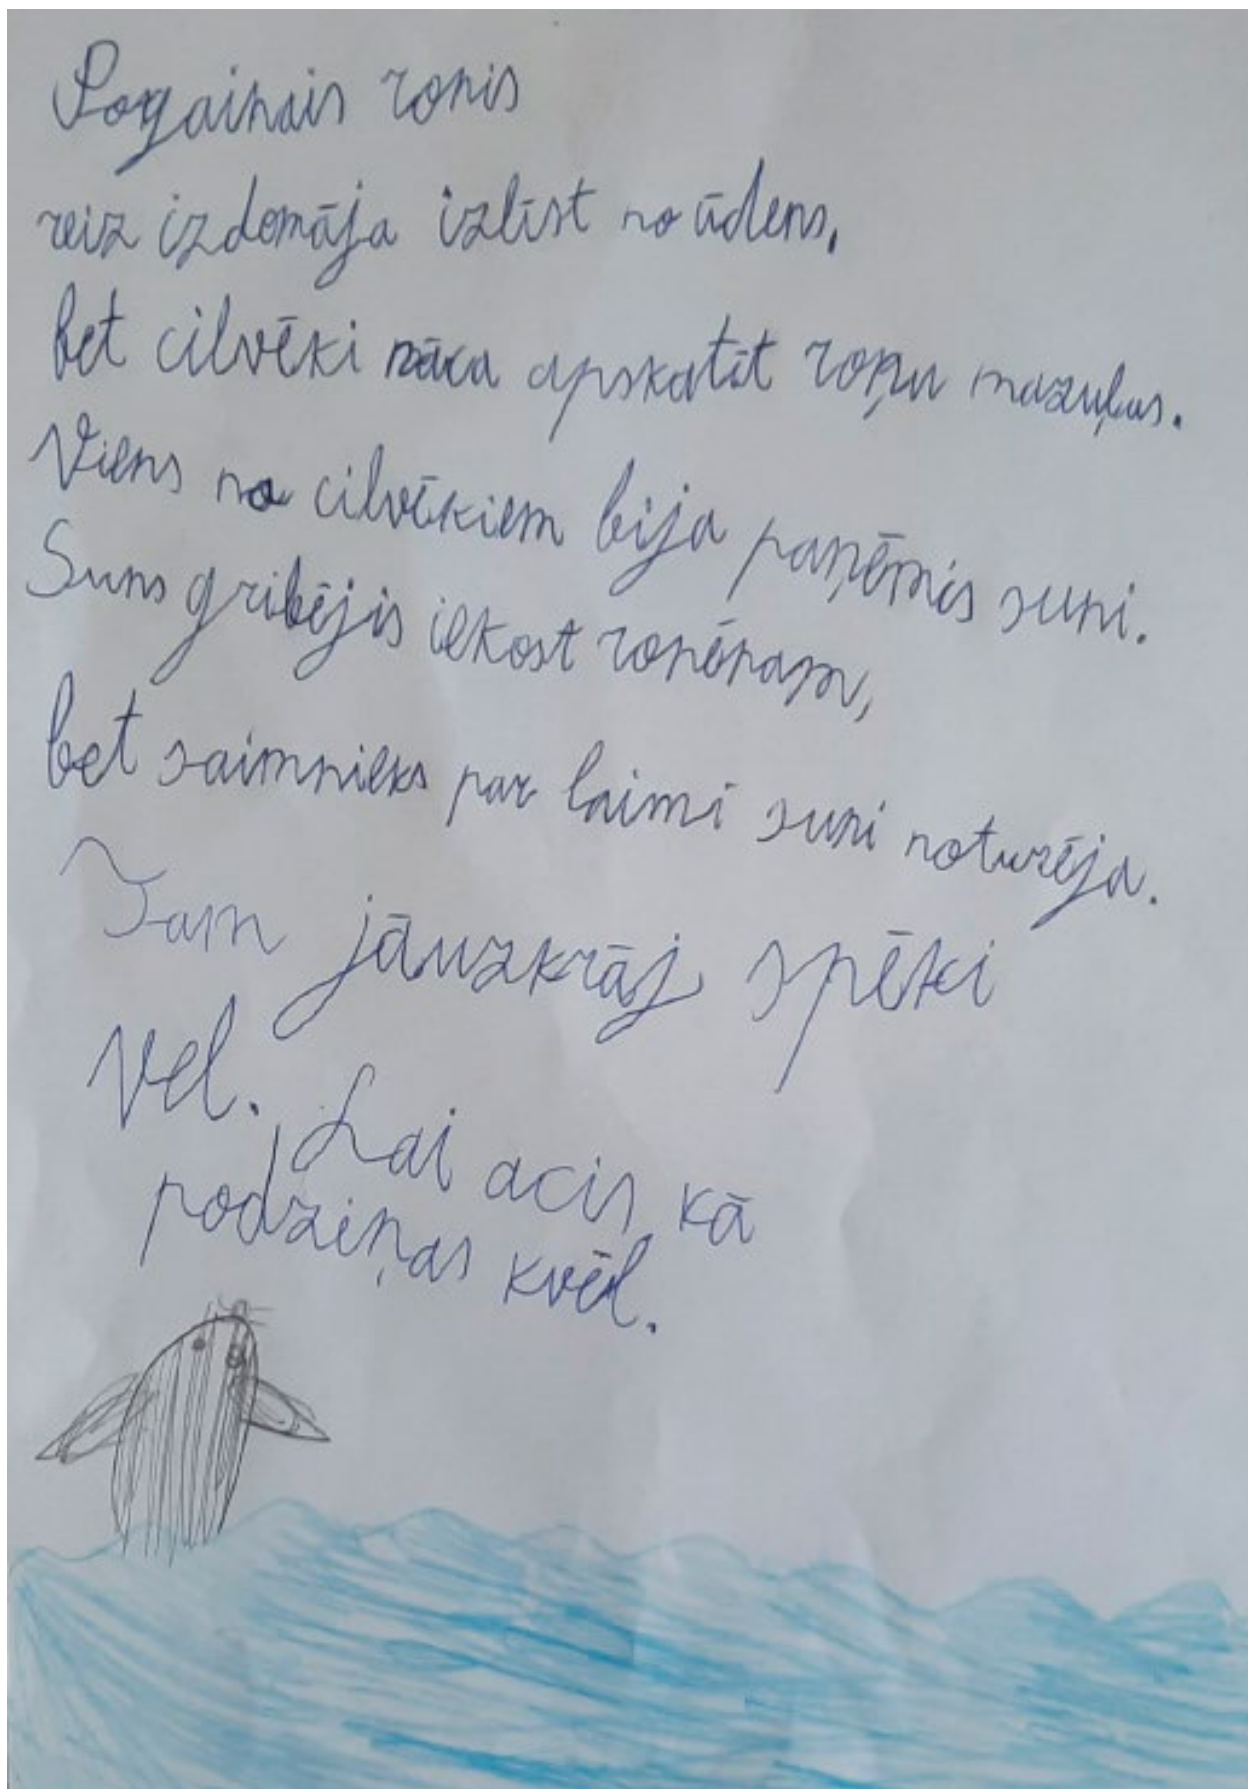 Pogainais ronis
reiz izdomāja izlīst no ūdens,
bet cilvēki nāca apskatīt roņu mazuļus.
Viens no cilvēkiem bija paņēmis suni.
Suns gribējis iekost ronēnam,
bet saimnieks par laimi suni noturēja.
Tam jāuzkrāj spēki
vēl. Lai acis kā
podziņas kvēl.